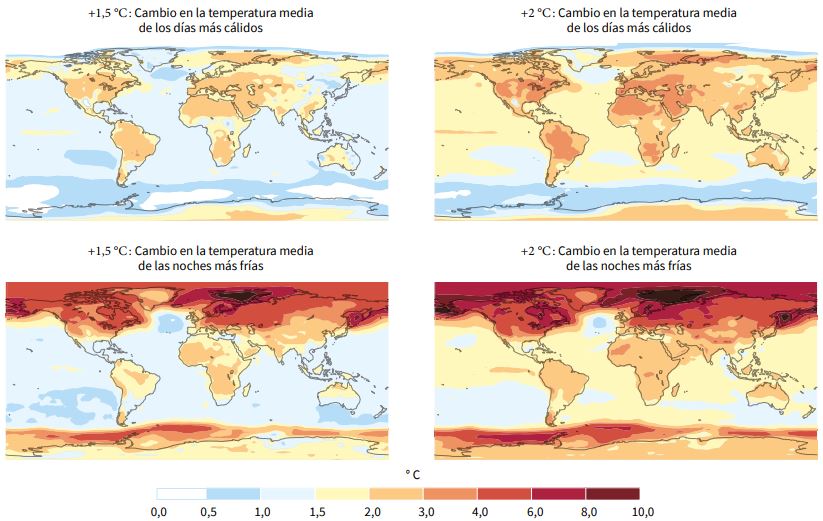 +1,5 °C: Cambio en la temperatura media
de los días más cálidos
+2 °C: Cambio en la temperatura media
de los días más cálidos
+1,5 °C: Cambio en la temperatura media
de las noches más frías
+2 °C: Cambio en la temperatura media
de las noches más frías
° C
0,0 0,5 1,0 1,5 2,0 3,0 4,0 6,0 8,0 10,0